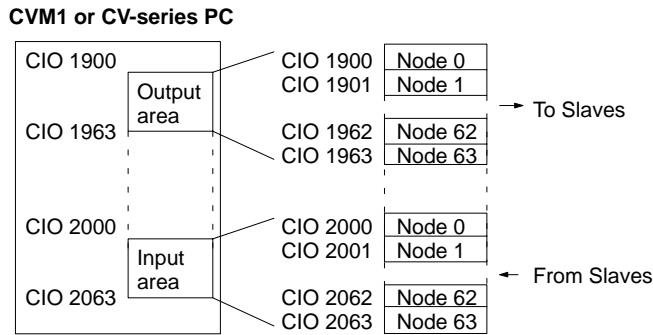 CVM1 or CV-series PC
CIO 1900
Output
area
CIO 1963
CIO 2000
Input
area
CIO 2063
CIO 1900 Node 0
CIO 1901 Node 1
To Slaves
CIO 1962 Node 62
CIO 1963 Node 63
CIO 2000 Node 0
CIO 2001 Node 1
From Slaves
CIO 2062 Node 62
CIO 2063 Node 63